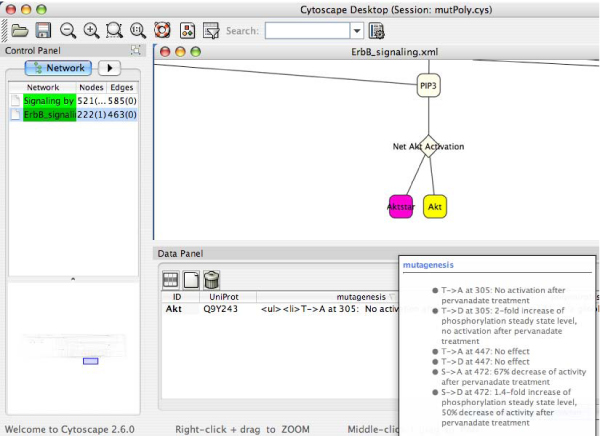 Cytoscape Desktop (Session: mutPoly.cys)
Search:
Control Panel
Network
Network Nodes Edges
Signaling by 521(... 585(0)
ErbB_signali 222(1) 463(0)
ErbB_signaling.xml
PIP3
Net Akt Activation
Aktstar
Akt
Data Panel
ID UniProt mutagenesis
Akt Q9Y243 <ul><li>T->A at 305: No activ
mutagenesis
T->A at 305: No activation after
pervanadate treatment
T->D at 305: 2-fold increase of
phosphorylation steady state level,
no activation after pervanadate
treatment
T->A at 447: No effect
T->D at 447: No effect
S->A at 472: 67% decrease of activity
after pervanadate treatment
S->D at 472: 1.4-fold increase of
phosphorylation steady state level,
50% decrease of activity after
pervanadate treatment
Welcome to Cytoscape 2.6.0 Right-click + drag to ZOOM Middle-clic